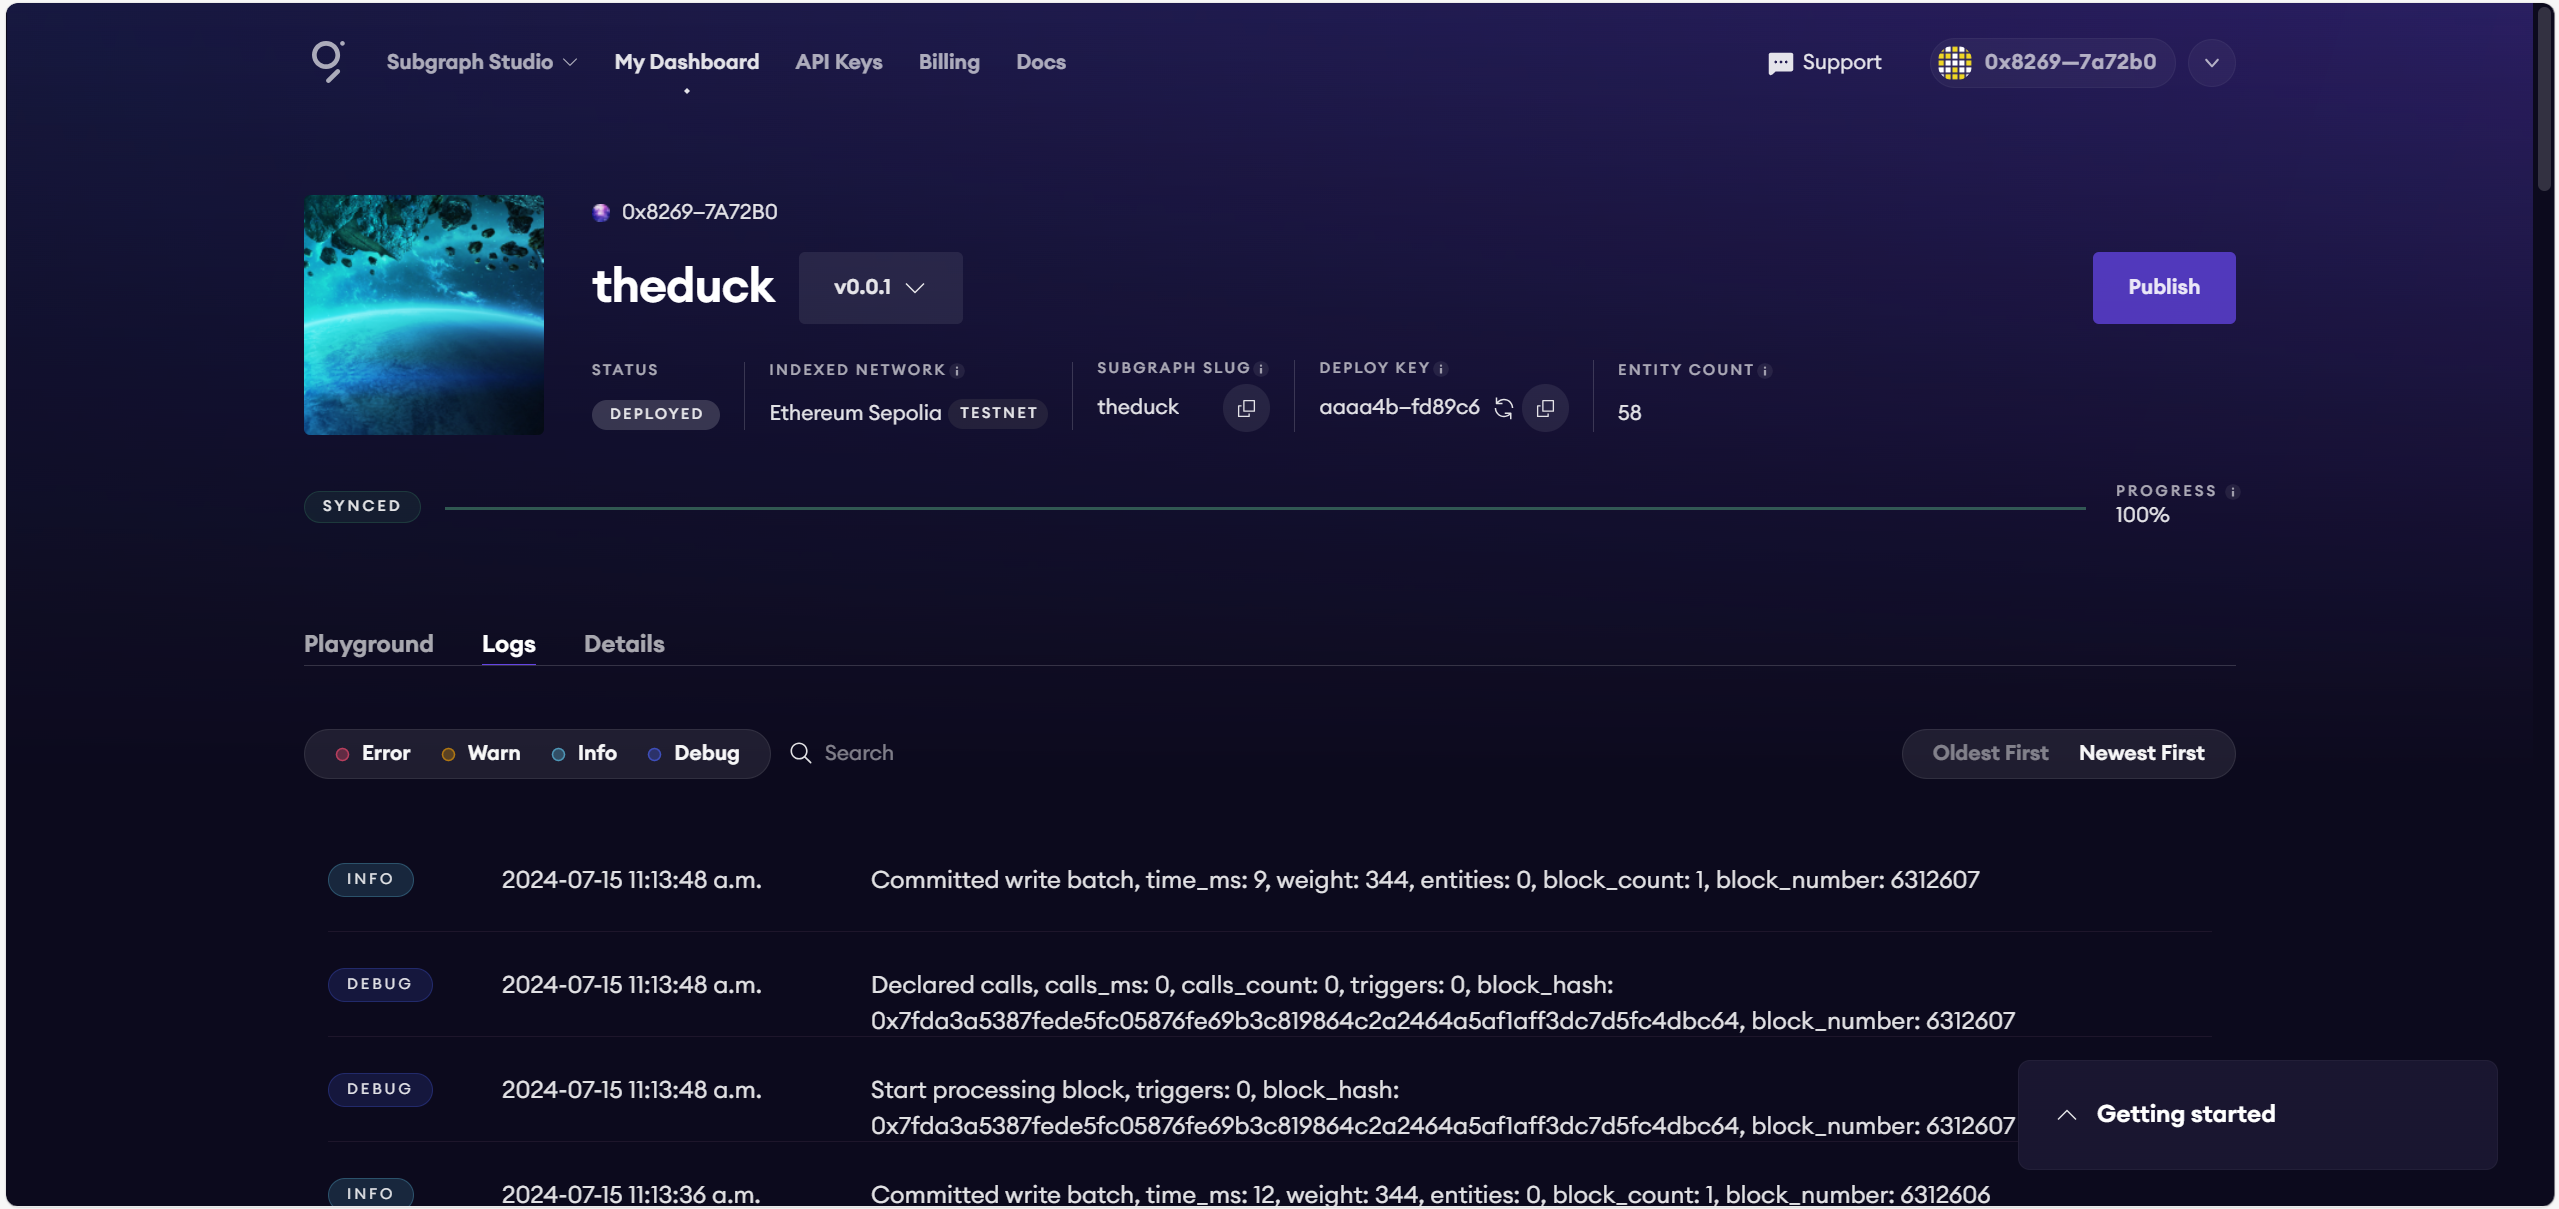 Subgraph Studio My Dashboard API Keys Billing Docs Support 0x8269—7a72b0
0x8269—7A72B0
theduck v0.0.1 Publish
STATUS INDEXED NETWORK SUBGRAPH SLUG DEPLOY KEY ENTITY COUNT
DEPLOYED Ethereum Sepolia TESTNET theduck aaaa4b—fd89c6 58
SYNCED PROGRESS
100%
Playground Logs Details
Error Warn Info Debug Search Oldest First Newest First
INFO 2024-07-15 11:13:48 a.m. Committed write batch, time_ms: 9, weight: 344, entities: 0, block_count: 1, block_number: 6312607
DEBUG 2024-07-15 11:13:48 a.m. Declared calls, calls_ms: 0, calls_count: 0, triggers: 0, block_hash:
0x7fda3a5387fede5fc05876fe69b3c819864c2a2464a5af1aff3dc7d5fc4dbc64, block_number: 6312607
DEBUG 2024-07-15 11:13:48 a.m. Start processing block, triggers: 0, block_hash:
0x7fda3a5387fede5fc05876fe69b3c819864c2a2464a5af1aff3dc7d5fc4dbc64, block_number: 6312607
Getting started
INFO 2024-07-15 11:13:36 a.m. Committed write batch, time_ms: 12, weight: 344, entities: 0, block_count: 1, block_number: 6312606